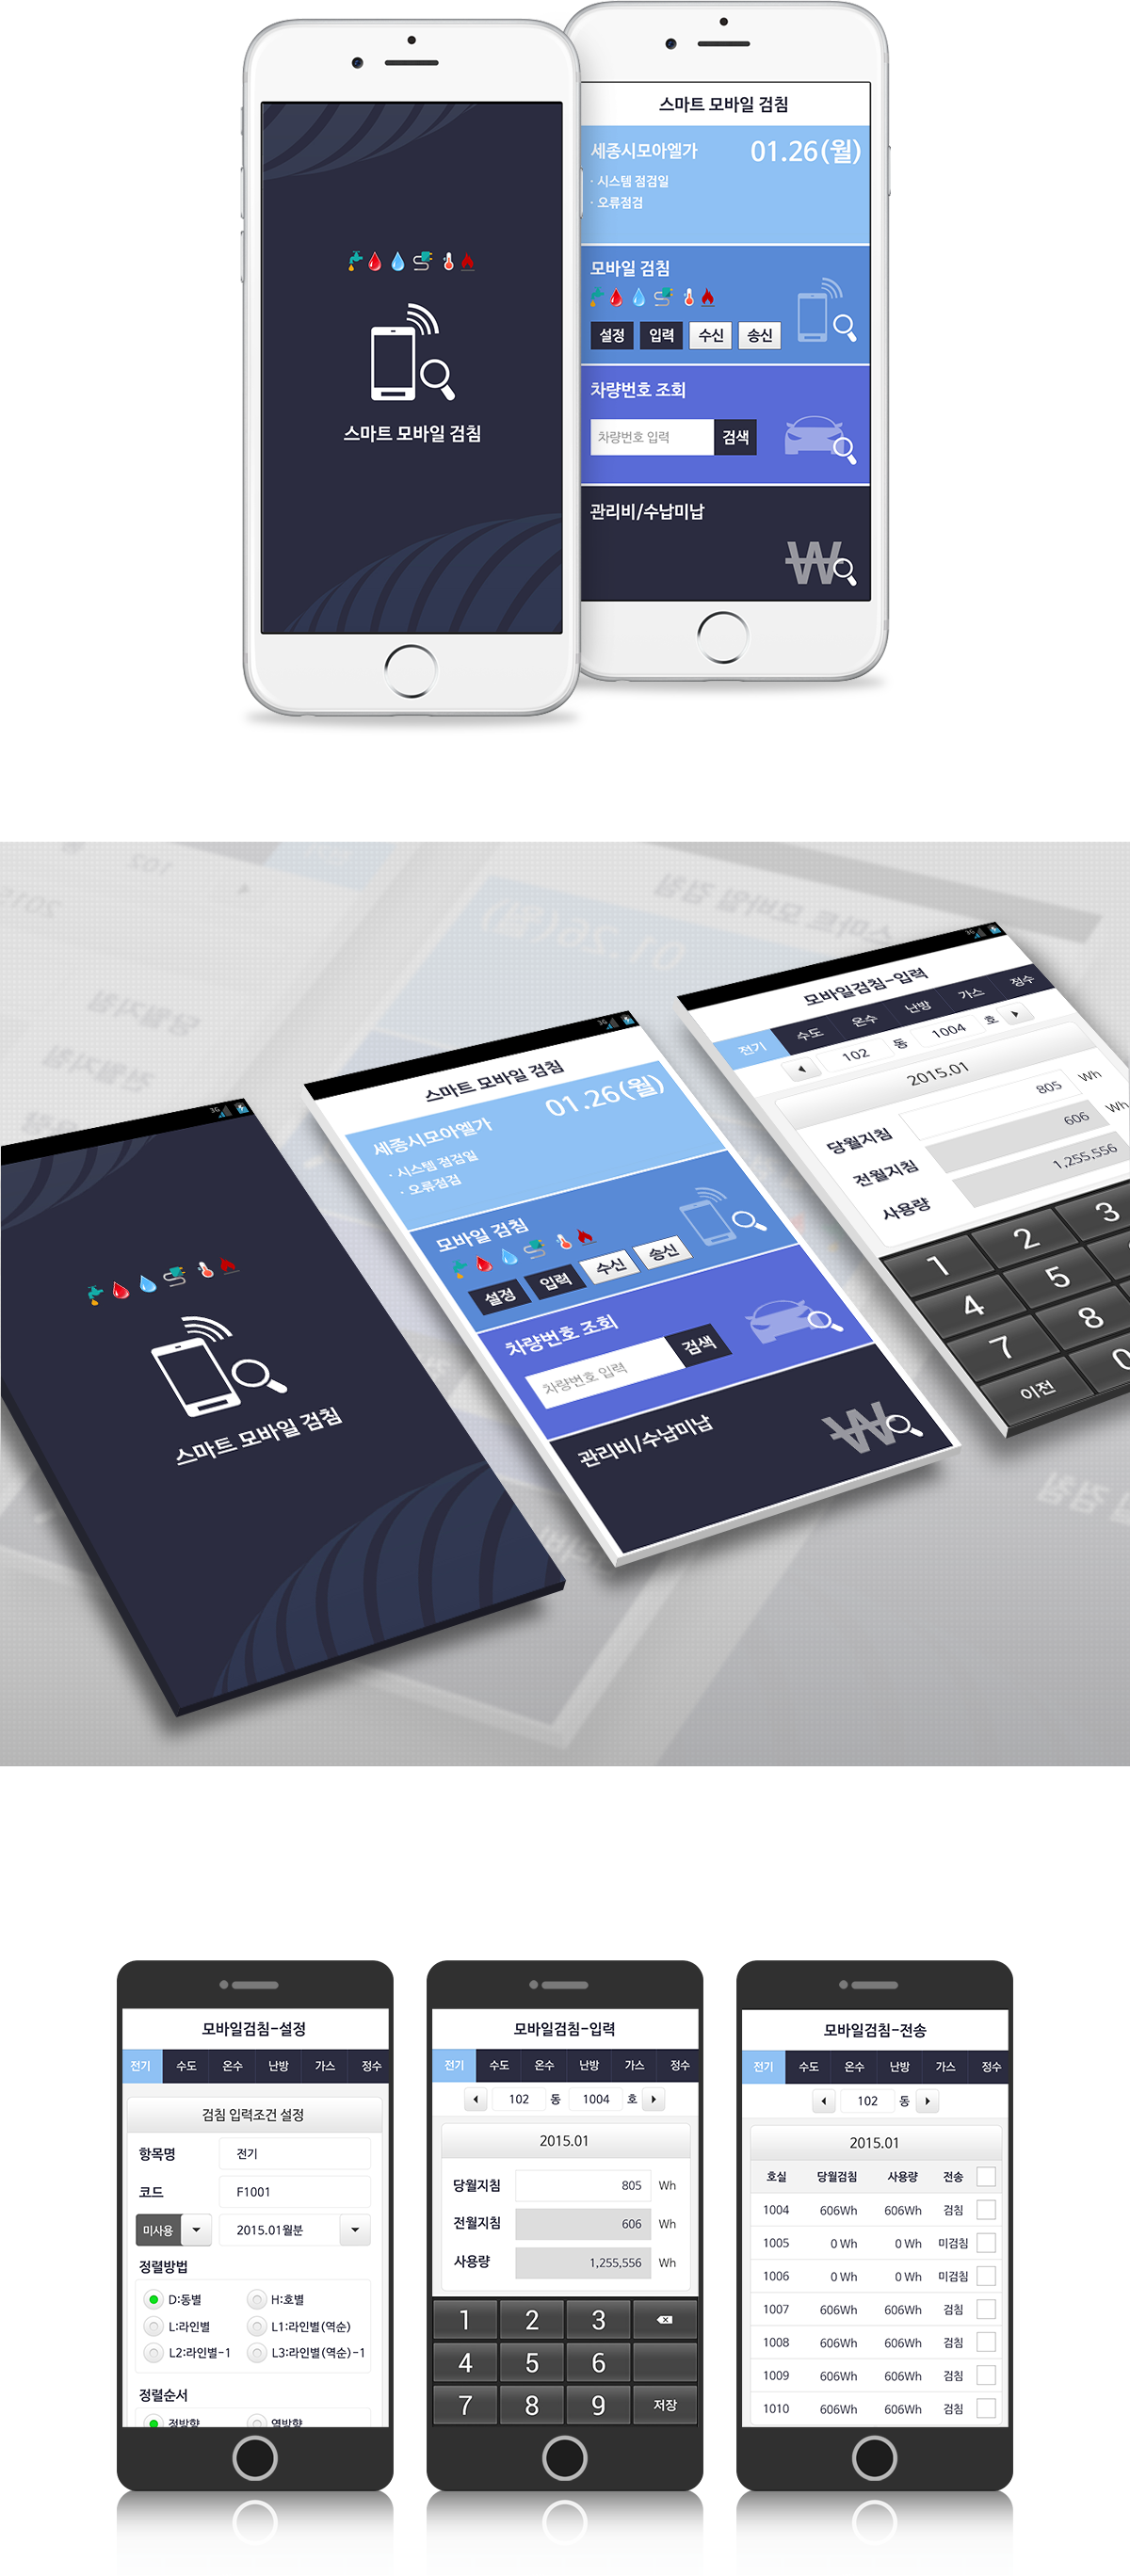 스마트 모바일 검침
스마트 모바일 검침
세종시모아엘가 01.26(월)
· 시스템 점검일
· 오류점검
모바일 검침
설정 입력 수신 송신
차량번호 조회
차량번호 입력 검색
관리비/수납미납
3G
스마트 모바일 검침
3G
스마트 모바일 검침
세종시모아엘가 01.26(월)
· 시스템 점검일
· 오류점검
모바일 검침
설정 입력 수신 송신
차량번호 조회
차량번호 입력 검색
관리비/수납미납
3G
모바일검침-입력
전기 수도 온수 난방 가스 정수
102 동 1004 호
2015.01
당월지침 805 Wh
전월지침 606 Wh
사용량 1,255,556
1 2 3
4 5
7 8
이전 0
모바일검침-설정
전기 수도 온수 난방 가스 정수
검침 입력조건 설정
항목명 전기
코드 F1001
미사용 2015.01월분
정렬방법
D:동별 H:호별
L:라인별 L1:라인별(역순)
L2:라인별-1 L3:라인별(역순)-1
정렬순서
정방향 역방향
모바일검침-입력
전기 수도 온수 난방 가스 정수
102 동 1004 호
2015.01
당월지침 805 Wh
전월지침 606 Wh
사용량 1,255,556 Wh
1 2 3
4 5 6
7 8 9 저장
모바일검침-전송
전기 수도 온수 난방 가스 정수
102 동
2015.01
호실 당월검침 사용량 전송
1004 606Wh 606Wh 검침
1005 0 Wh 0 Wh 미검침
1006 0 Wh 0 Wh 미검침
1007 606Wh 606Wh 검침
1008 606Wh 606Wh 검침
1009 606Wh 606Wh 검침
1010 606Wh 606Wh 검침